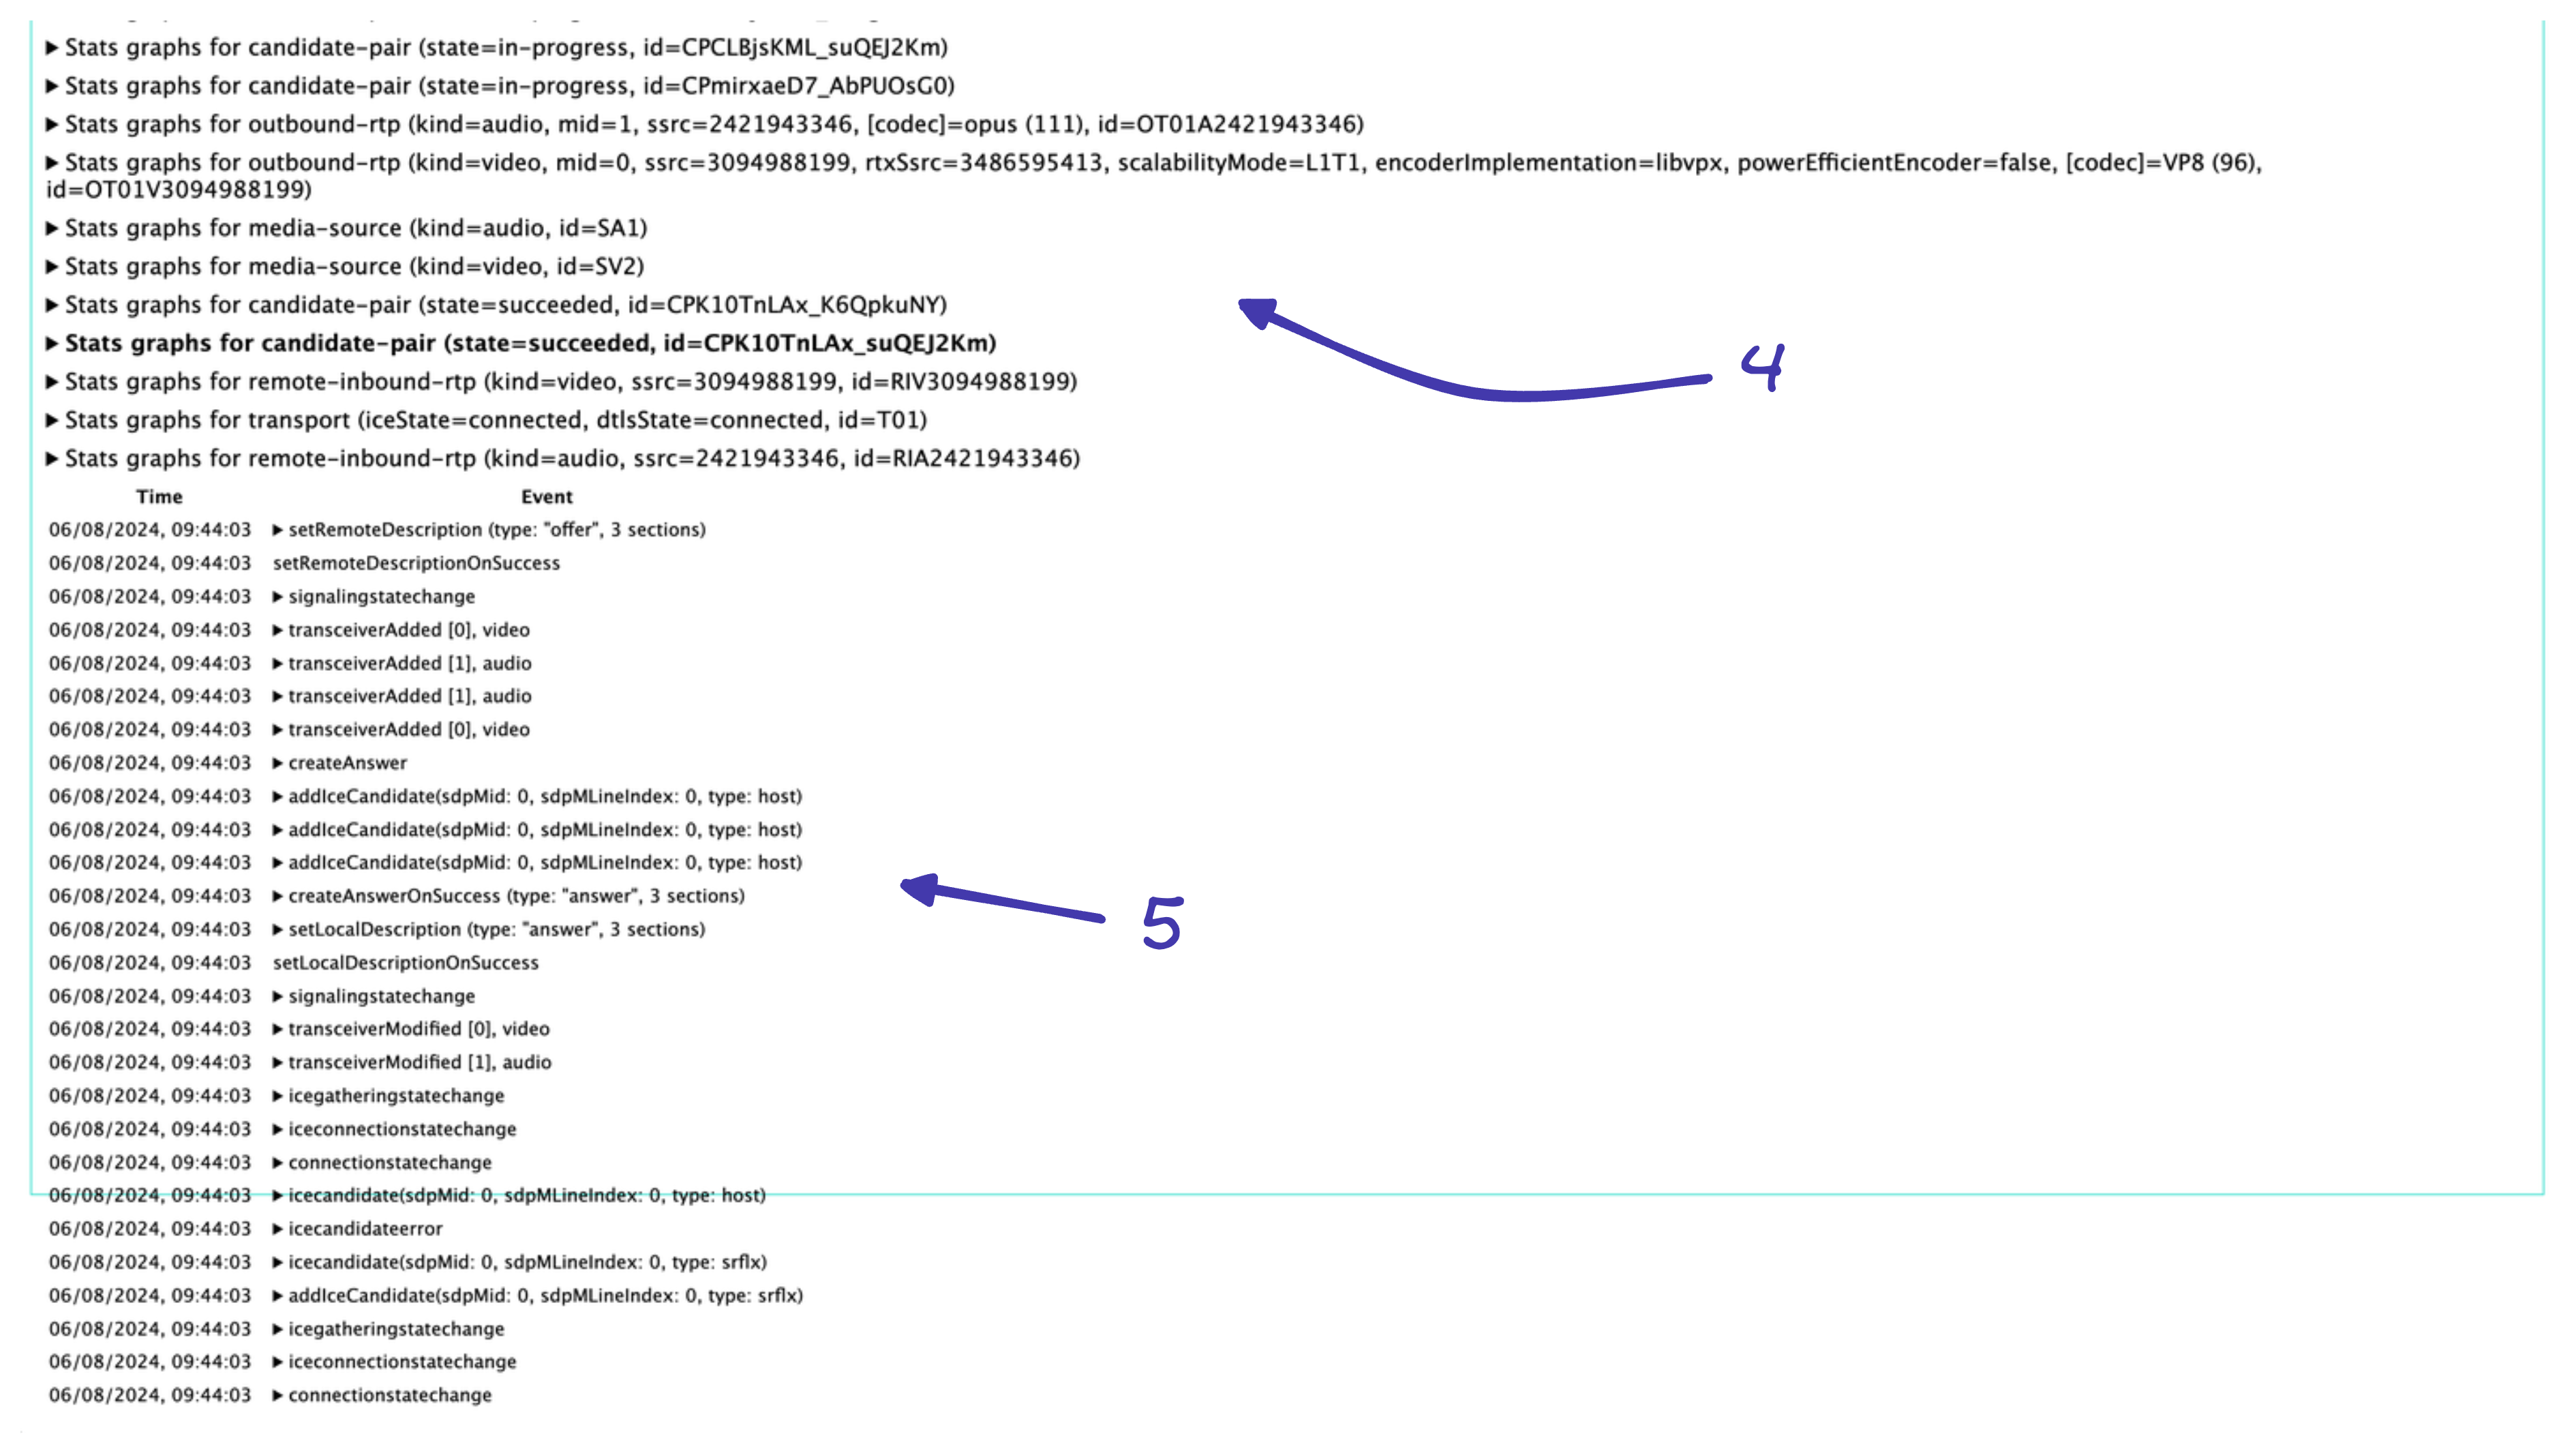 ▶ Stats graphs for candidate-pair (state=in-progress, id=CPCLBjsKML_suQEJ2Km)
▶ Stats graphs for candidate-pair (state=in-progress, id=CPmirxaeD7_AbPUOsG0)
▶ Stats graphs for outbound-rtp (kind=audio, mid=1, ssrc=2421943346, [codec]=opus (111), id=OT01A2421943346)
▶ Stats graphs for outbound-rtp (kind=video, mid=0, ssrc=3094988199, rtxSsrc=3486595413, scalabilityMode=L1T1, encoderImplementation=libvpx, powerEfficientEncoder=false, [codec]=VP8 (96),
id=OT01V3094988199)
▶ Stats graphs for media-source (kind=audio, id=SA1)
▶ Stats graphs for media-source (kind=video, id=SV2)
▶ Stats graphs for candidate-pair (state=succeeded, id=CPK10TnLAx_K6QpkuNY)
▶ Stats graphs for candidate-pair (state=succeeded, id=CPK10TnLAx_suQEJ2Km)
4
▶ Stats graphs for remote-inbound-rtp (kind=video, ssrc=3094988199, id=RIV3094988199)
▶ Stats graphs for transport (iceState=connected, dtlsState=connected, id=T01)
▶ Stats graphs for remote-inbound-rtp (kind=audio, ssrc=2421943346, id=RIA2421943346)
Time Event
06/08/2024, 09:44:03 ▶ setRemoteDescription (type: "offer", 3 sections)
06/08/2024, 09:44:03 setRemoteDescriptionOnSuccess
06/08/2024, 09:44:03 ▶ signalingstatechange
06/08/2024, 09:44:03 ▶ transceiverAdded [0], video
06/08/2024, 09:44:03 ▶ transceiverAdded [1], audio
06/08/2024, 09:44:03 ▶ transceiverAdded [1], audio
06/08/2024, 09:44:03 ▶ transceiverAdded [0], video
06/08/2024, 09:44:03 ▶ createAnswer
06/08/2024, 09:44:03 ▶ addIceCandidate(sdpMid: 0, sdpMLineIndex: 0, type: host)
06/08/2024, 09:44:03 ▶ addIceCandidate(sdpMid: 0, sdpMLineIndex: 0, type: host)
06/08/2024, 09:44:03 ▶ addIceCandidate(sdpMid: 0, sdpMLineIndex: 0, type: host)
06/08/2024, 09:44:03 ▶ createAnswerOnSuccess (type: "answer", 3 sections)
5
06/08/2024, 09:44:03 ▶ setLocalDescription (type: "answer", 3 sections)
06/08/2024, 09:44:03 setLocalDescriptionOnSuccess
06/08/2024, 09:44:03 ▶ signalingstatechange
06/08/2024, 09:44:03 ▶ transceiverModified [0], video
06/08/2024, 09:44:03 ▶ transceiverModified [1], audio
06/08/2024, 09:44:03 ▶ icegatheringstatechange
06/08/2024, 09:44:03 ▶ iceconnectionstatechange
06/08/2024, 09:44:03 ▶ connectionstatechange
06/08/2024, 09:44:03 ▶ icecandidate(sdpMid: 0, sdpMLineIndex: 0, type: host)
06/08/2024, 09:44:03 ▶ icecandidateerror
06/08/2024, 09:44:03 ▶ icecandidate(sdpMid: 0, sdpMLineIndex: 0, type: srflx)
06/08/2024, 09:44:03 ▶ addIceCandidate(sdpMid: 0, sdpMLineIndex: 0, type: srflx)
06/08/2024, 09:44:03 ▶ icegatheringstatechange
06/08/2024, 09:44:03 ▶ iceconnectionstatechange
06/08/2024, 09:44:03 ▶ connectionstatechange